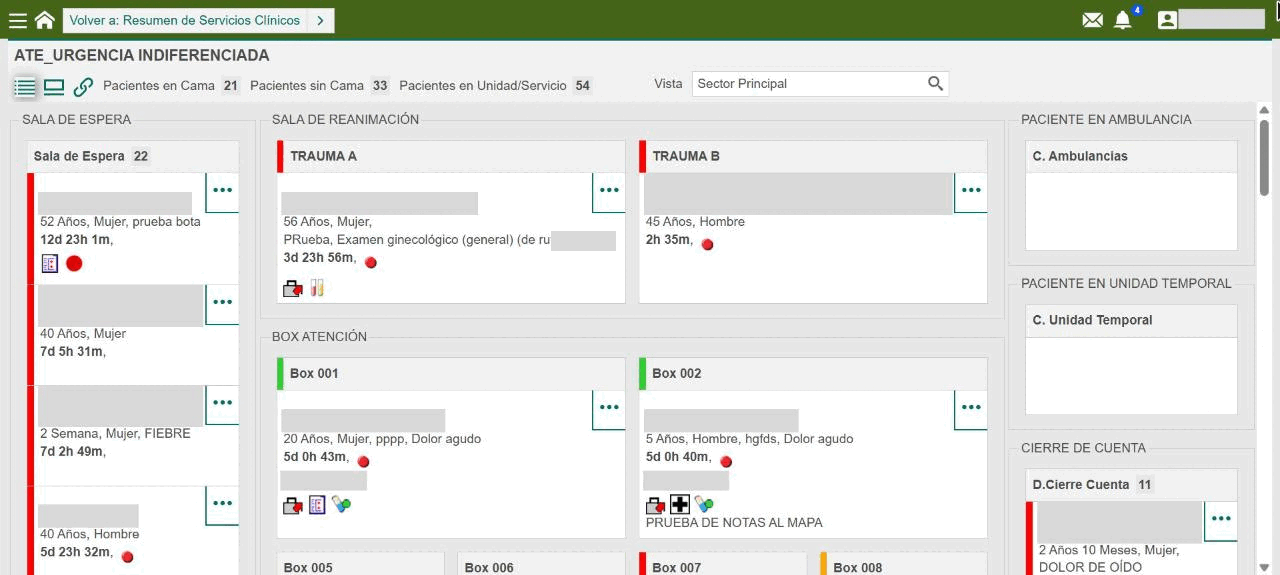 Volver a: Resumen de Servicios Clínicos
4
ATE_URGENCIA INDIFERENCIADA
Pacientes en Cama 21 Pacientes sin Cama 33 Pacientes en Unidad/Servicio 54
Vista Sector Principal
SALA DE ESPERA
Sala de Espera 22
52 Años, Mujer, prueba bota
12d 23h 1m,
40 Años, Mujer
7d 5h 31m,
2 Semana, Mujer, FIEBRE
7d 2h 49m,
40 Años, Hombre
5d 23h 32m,
SALA DE REANIMACIÓN
TRAUMA A
56 Años, Mujer,
PRueba, Examen ginecológico (general) (de ru
3d 23h 56m,
TRAUMA B
45 Años, Hombre
2h 35m,
BOX ATENCIÓN
Box 001
20 Años, Mujer, pppp, Dolor agudo
5d 0h 43m,
Box 002
5 Años, Hombre, hgfds, Dolor agudo
5d 0h 40m,
PRUEBA DE NOTAS AL MAPA
Box 005
Box 006
Box 007
Box 008
PACIENTE EN AMBULANCIA
C. Ambulancias
PACIENTE EN UNIDAD TEMPORAL
C. Unidad Temporal
CIERRE DE CUENTA
D.Cierre Cuenta 11
2 Años 10 Meses, Mujer,
DOLOR DE OÍDO